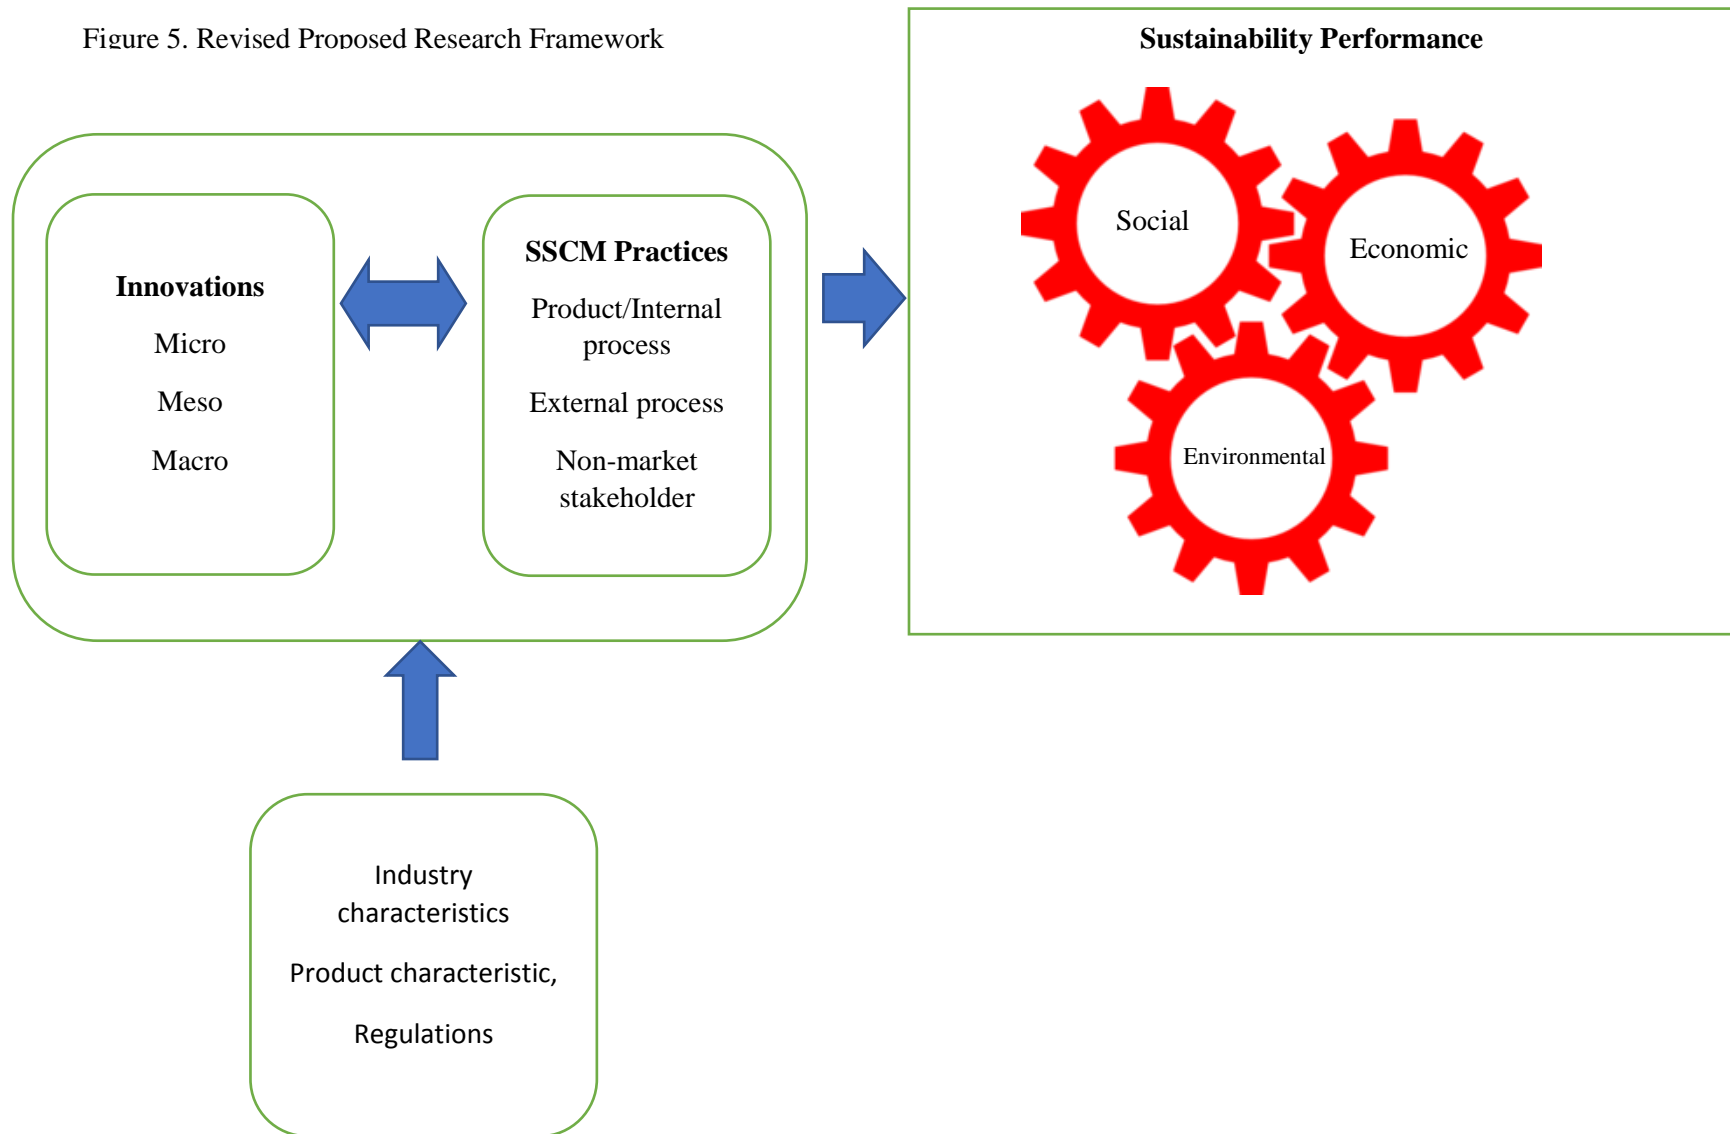 Figure 5. Revised Proposed Research Framework
Innovations
Micro
Meso
Macro
SSCM Practices
Product/Internal
process
External process
Non-market
stakeholder
Sustainability Performance
Social
Economic
Environmental
Industry
characteristics
Product characteristic,
Regulations